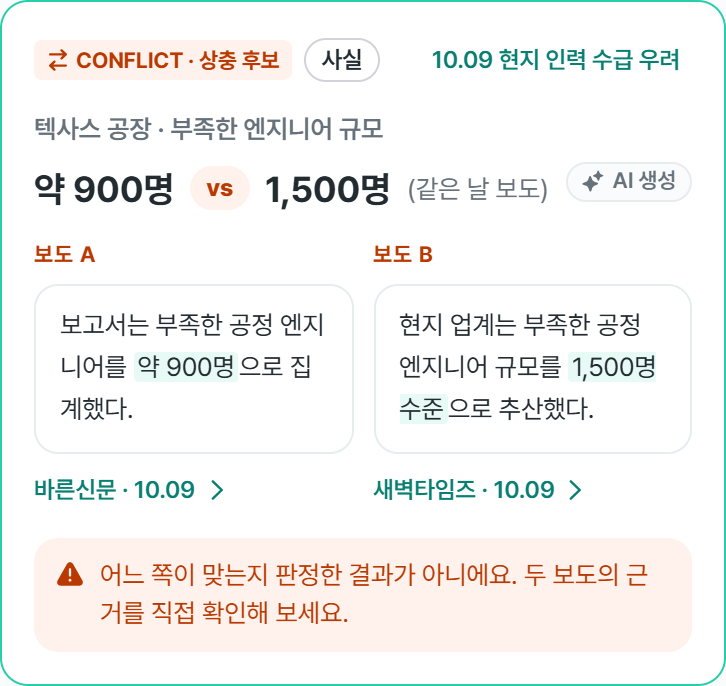 CONFLICT · 상충 후보 사실 10.09 현지 인력 수급 우려
텍사스 공장 · 부족한 엔지니어 규모
약 900명 vs 1,500명 (같은 날 보도) AI 생성
보도 A
보고서는 부족한 공정 엔지
니어를 약 900명으로 집
계했다.
바른신문 · 10.09
보도 B
현지 업계는 부족한 공정
엔지니어 규모를 1,500명
수준으로 추산했다.
새벽타임즈 · 10.09
어느 쪽이 맞는지 판정한 결과가 아니에요. 두 보도의 근
거를 직접 확인해 보세요.